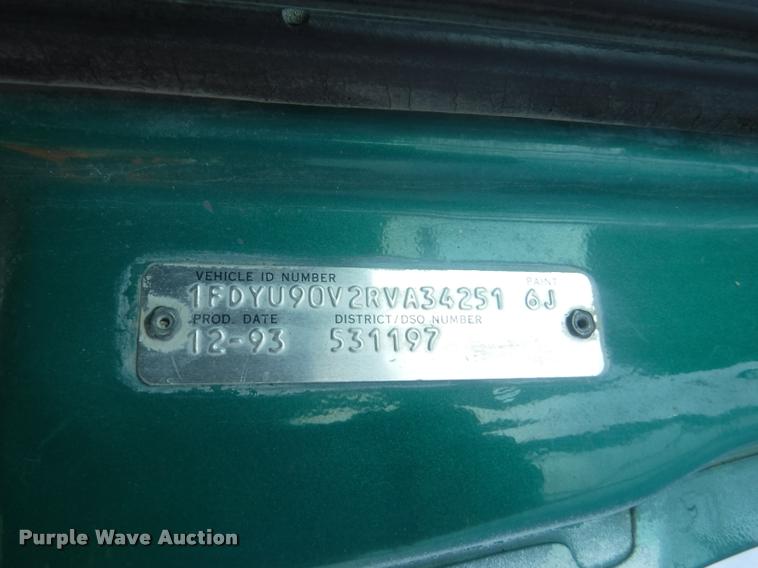 VEHICLE ID NUMBER PAINT
1FDYU90V2RVA34251 6J
PROD. DATE DISTRICT/DSO NUMBER
12-93 531197
Purple Wave Auction